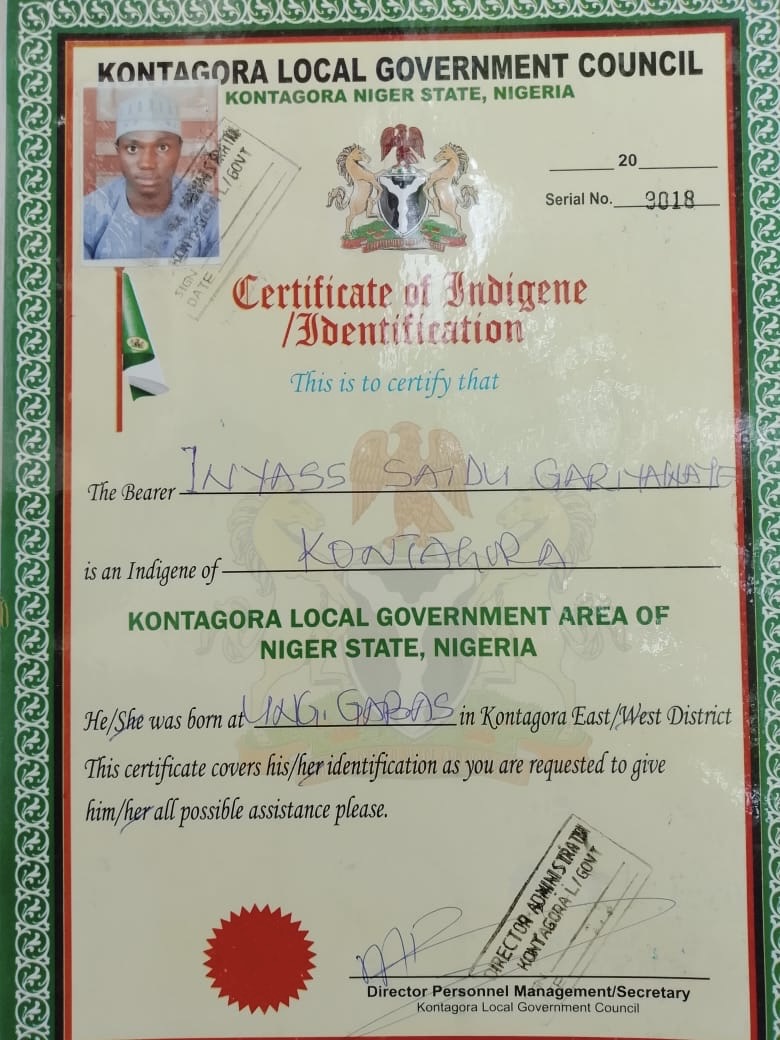 KONTAGORA LOCAL GOVERNMENT COUNCIL
KONTAGORA NIGER STATE, NIGERIA
20
Serial No. 3018
L/GOVT
SIGN
DATE
Certificate of Indigene
/Identification
This is to certify that
The Bearer INYASS SAIDU
is an Indigene of KONTAGORA
KONTAGORA LOCAL GOVERNMENT AREA OF
NIGER STATE, NIGERIA
He/She was born at UNG. GABAS in Kontagora East/West District
This certificate covers his/her identification as you are requested to give
him/her all possible assistance please.
DIRECTOR ADMINISTRATION
KONTAGORA L/GOVT
Director Personnel Management/Secretary
Kontagora Local Government Council